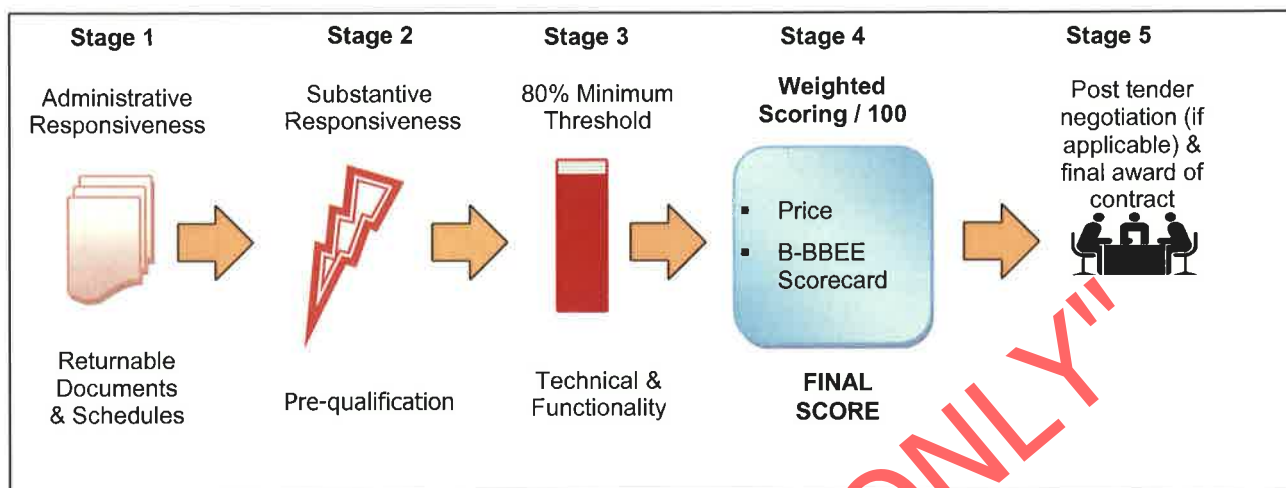 Stage 1
Administrative
Responsiveness
Returnable
Documents
& Schedules
Stage 2
Substantive
Responsiveness
Pre-qualification
Stage 3
80% Minimum
Threshold
Technical &
Functionality
Stage 4
Weighted
Scoring / 100
▪ Price
▪ B-BBEE
Scorecard
FINAL
SCORE
Stage 5
Post tender
negotiation (if
applicable) &
final award of
contract
ONLY"